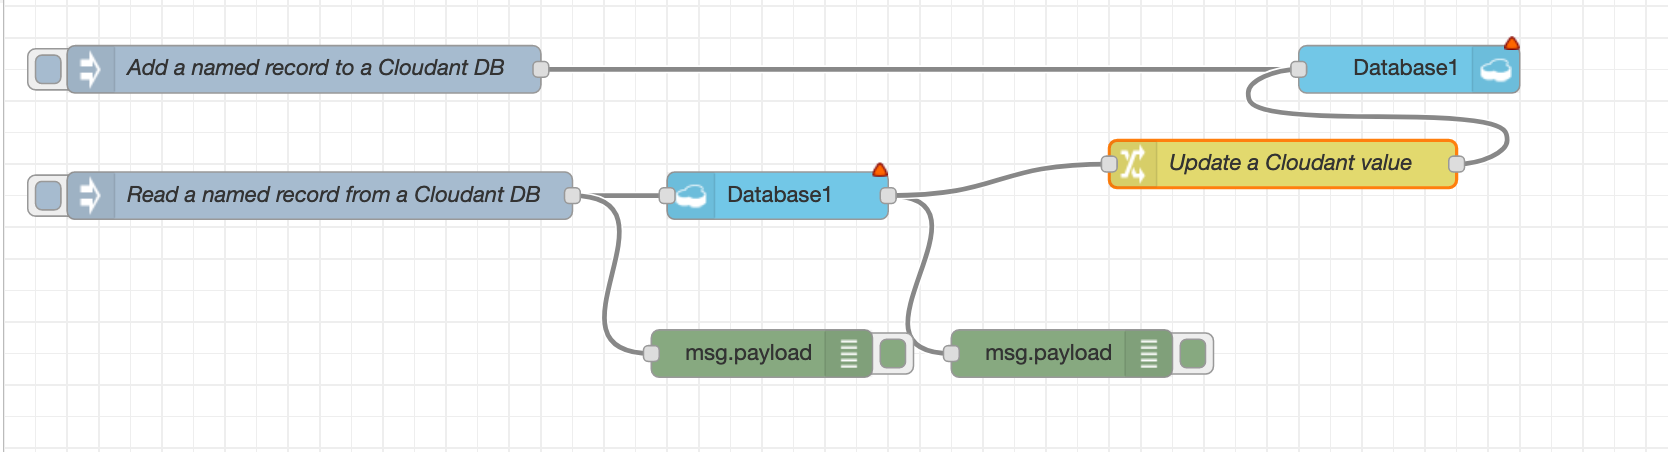 Add a named record to a Cloudant DB
Database1
Update a Cloudant value
Read a named record from a Cloudant DB
Database1
msg.payload
msg.payload